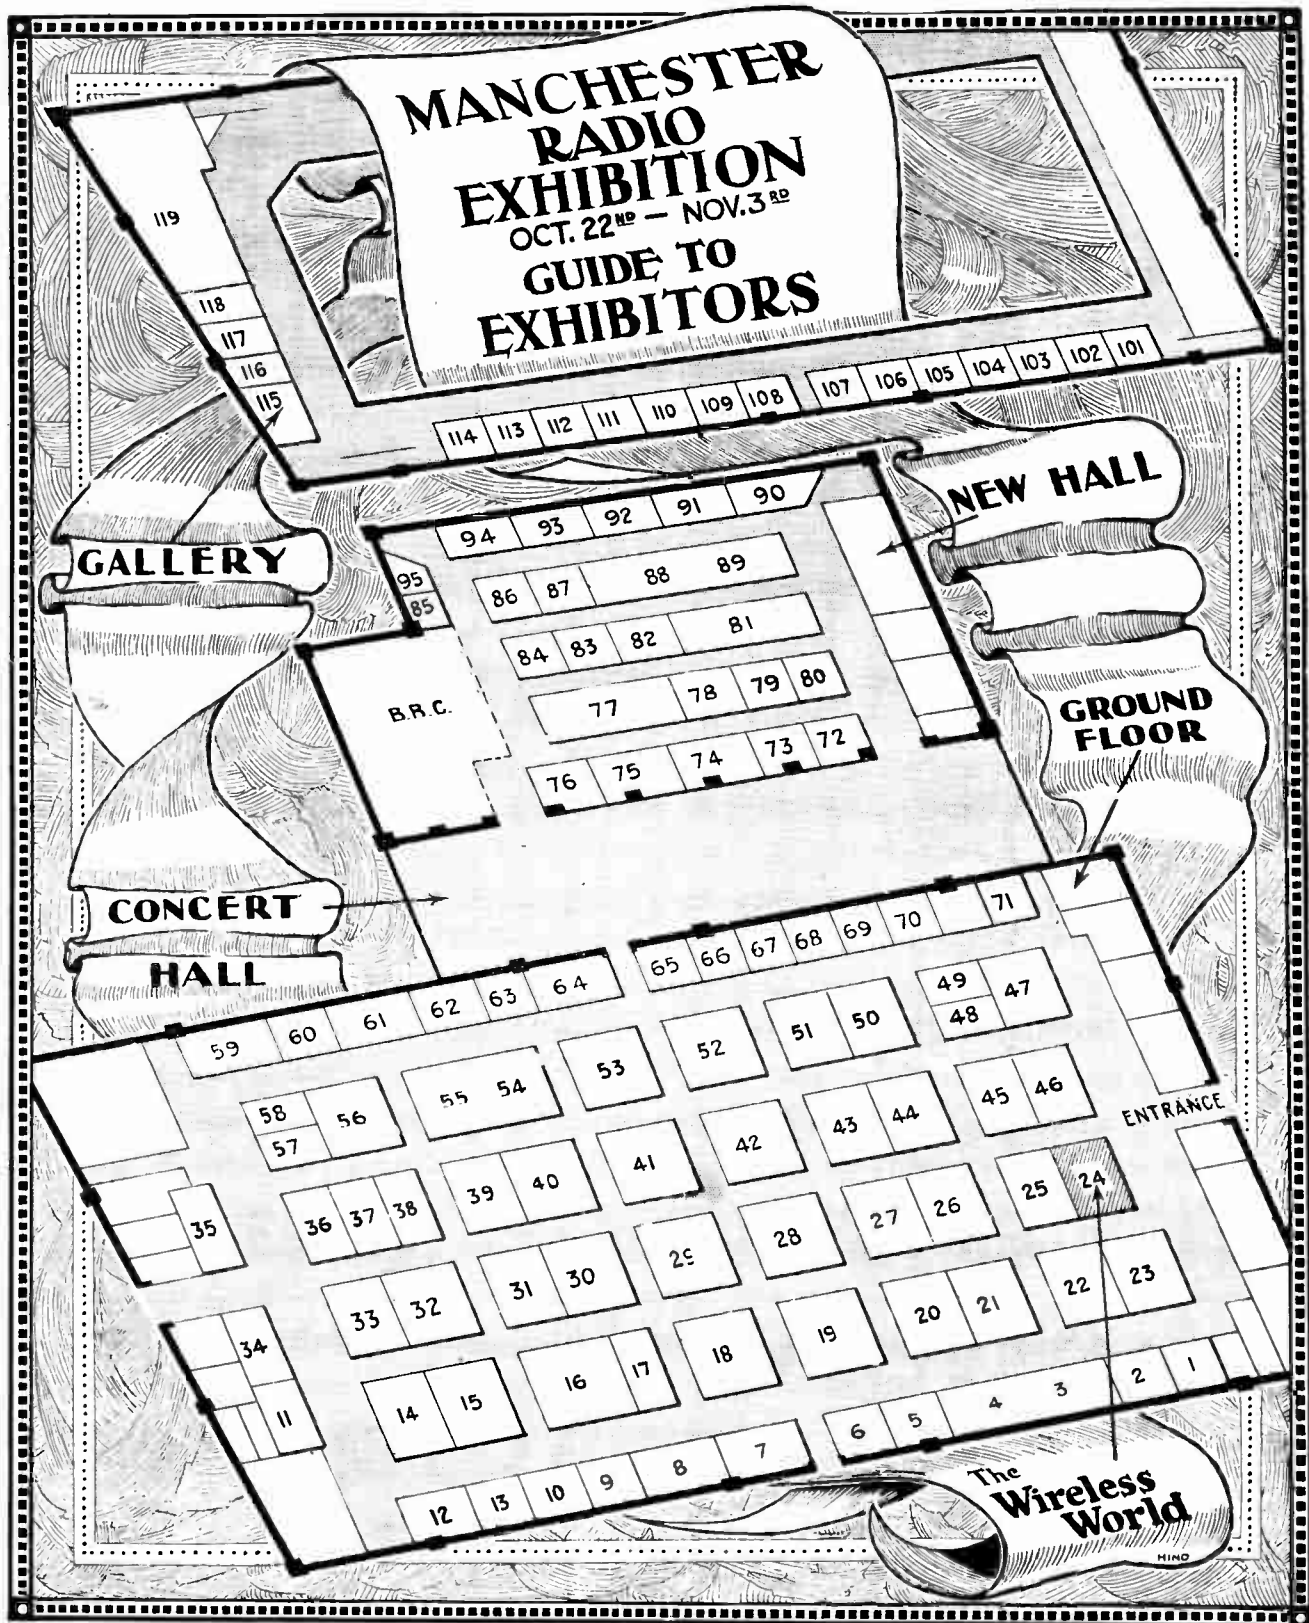 MANCHESTER
RADIO
EXHIBITION
OCT. 22ND — NOV. 3RD
GUIDE TO
EXHIBITORS
119
118
117
116
115
114 113 112 111 110 109 108 107 106 105 104 103 102 101
GALLERY
NEW HALL
94 93 92 91 90
95
85
86 87 88 89
84 83 82 81
B.R.C.
77 78 79 80
76 75 74 73 72
GROUND
FLOOR
CONCERT
HALL
59 60 61 62 63 64 65 66 67 68 69 70 71
58
57
56 55 54 53 52 51 50 49
48
47
ENTRANCE
35 36 37 38 39 40 41 42 43 44 45 46
33 32 31 30 29 28 27 26 25 24
34
11
14 15 16 17 18 19 20 21 22 23
12 13 10 9 8 7 6 5 4 3 2 1
The
Wireless
World
HIND